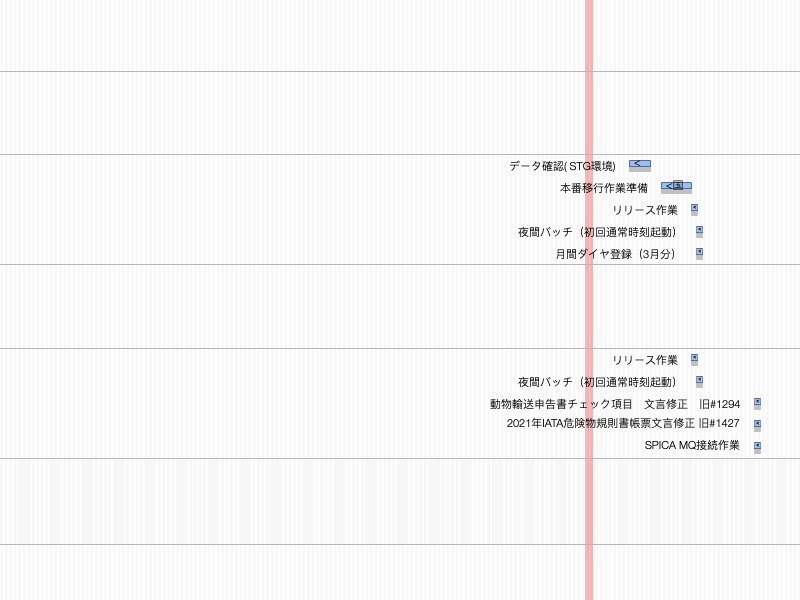 データ確認( STG環境)
本番移行作業準備
リリース作業
夜間バッチ（初回通常時刻起動）
月間ダイヤ登録（3月分）
リリース作業
夜間バッチ（初回通常時刻起動）
動物輸送申告書チェック項目　文言修正　旧#1294
2021年IATA危険物規則書帳票文言修正 旧#1427
SPICA MQ接続作業